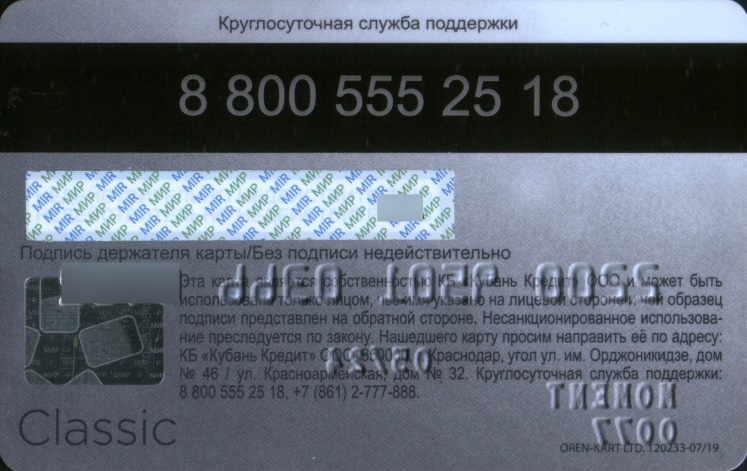 Круглосуточная служба поддержки
8 800 555 25 18
Подпись держателя карты/Без подписи недействительно
Эта карта является собственностью КБ «Кубань Кредит» ООО и может быть
использована только лицом, чьё имя указано на лицевой стороне, чей образец
подписи представлен на обратной стороне. Несанкционированное использова-
ние преследуется по закону. Нашедшего карту просим направить её по адресу:
КБ «Кубань Кредит» ООО, г. Краснодар, угол ул. им. Орджоникидзе, дом
№ 46 / ул. Красноармейская, дом № 32. Круглосуточная служба поддержки:
8 800 555 25 18, +7 (861) 2-777-888.
Classic
OREN-KART LTD. 120233-07/19